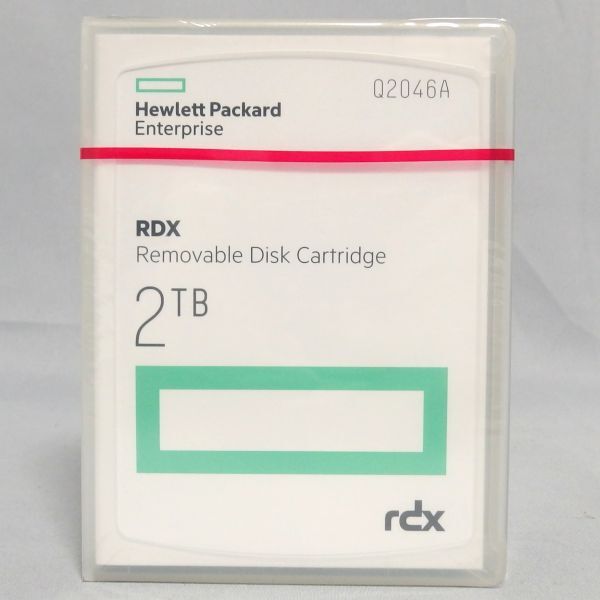 Hewlett Packard
Enterprise
Q2046A
RDX
Removable Disk Cartridge
2TB
rdx